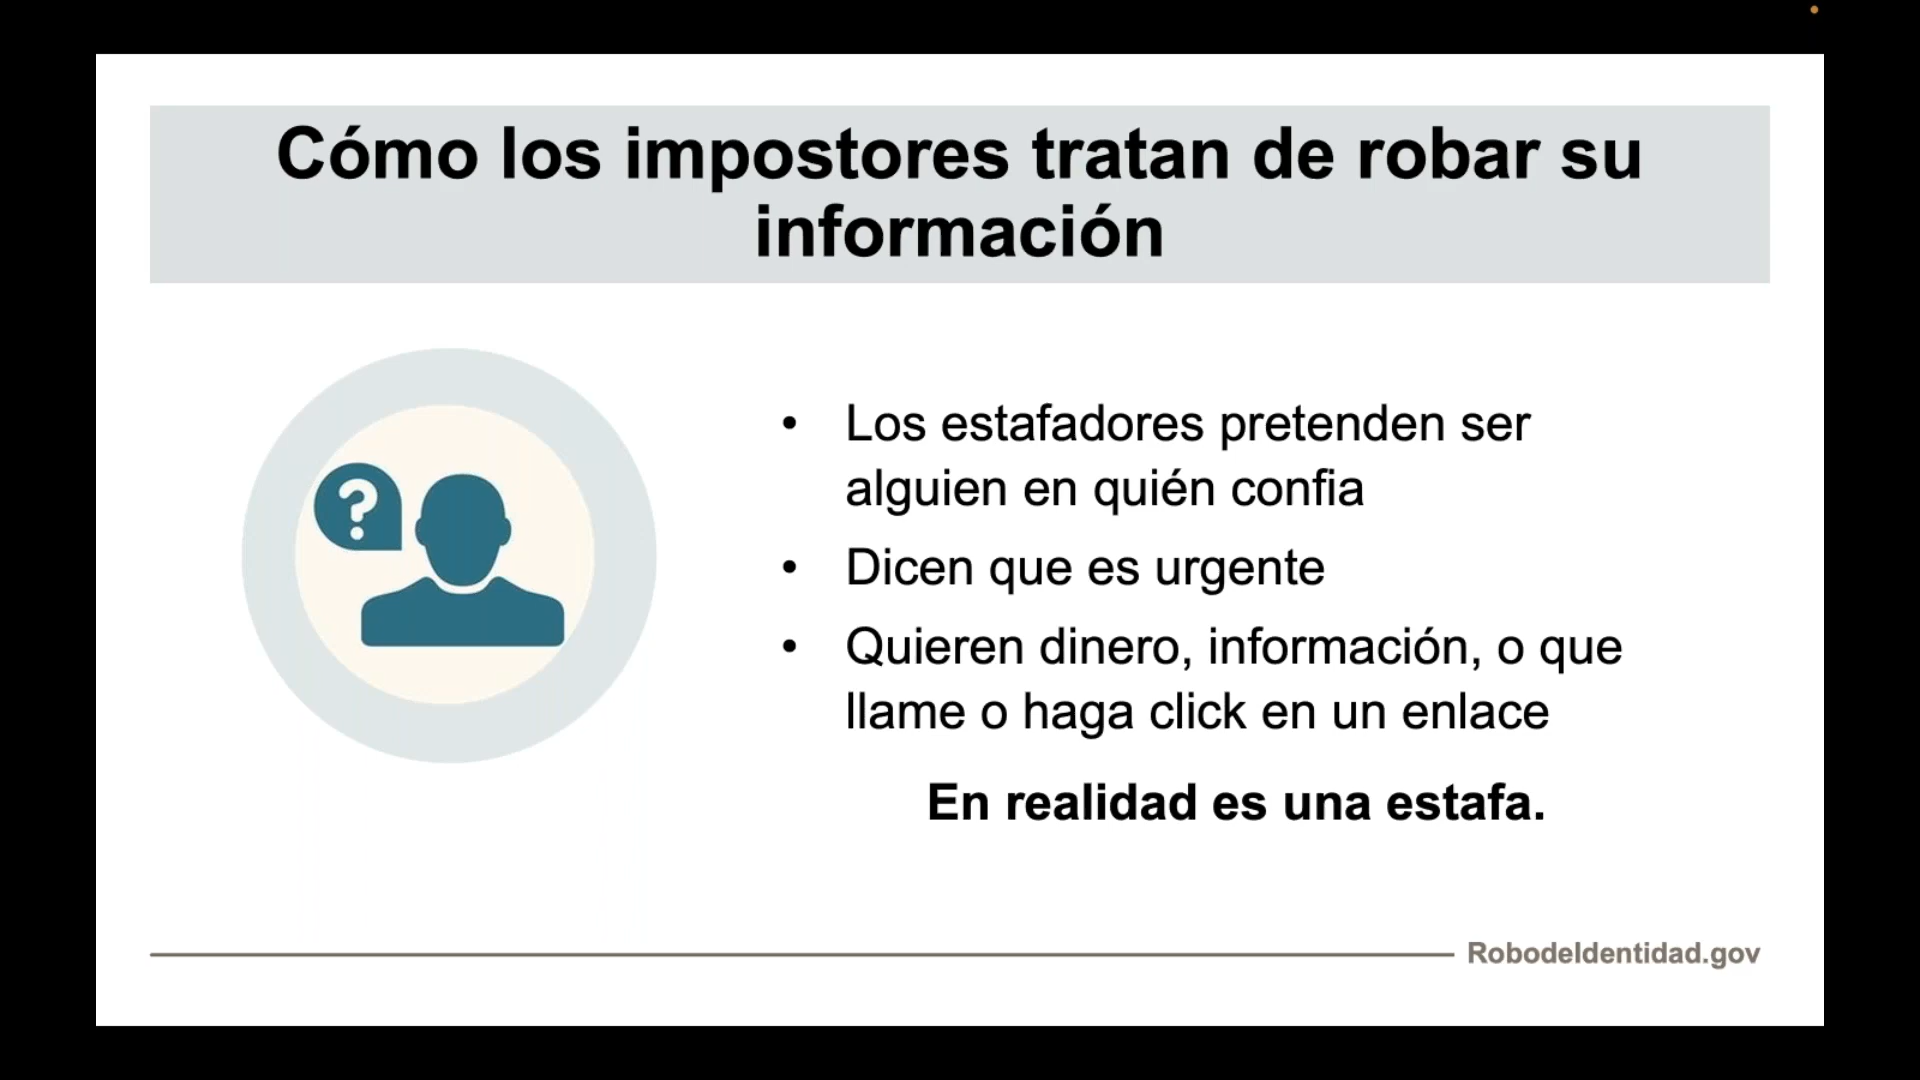 Cómo los impostores tratan de robar su
información
?
• Los estafadores pretenden ser
alguien en quién confia
• Dicen que es urgente
• Quieren dinero, información, o que
llame o haga click en un enlace
En realidad es una estafa.
RobodeIdentidad.gov